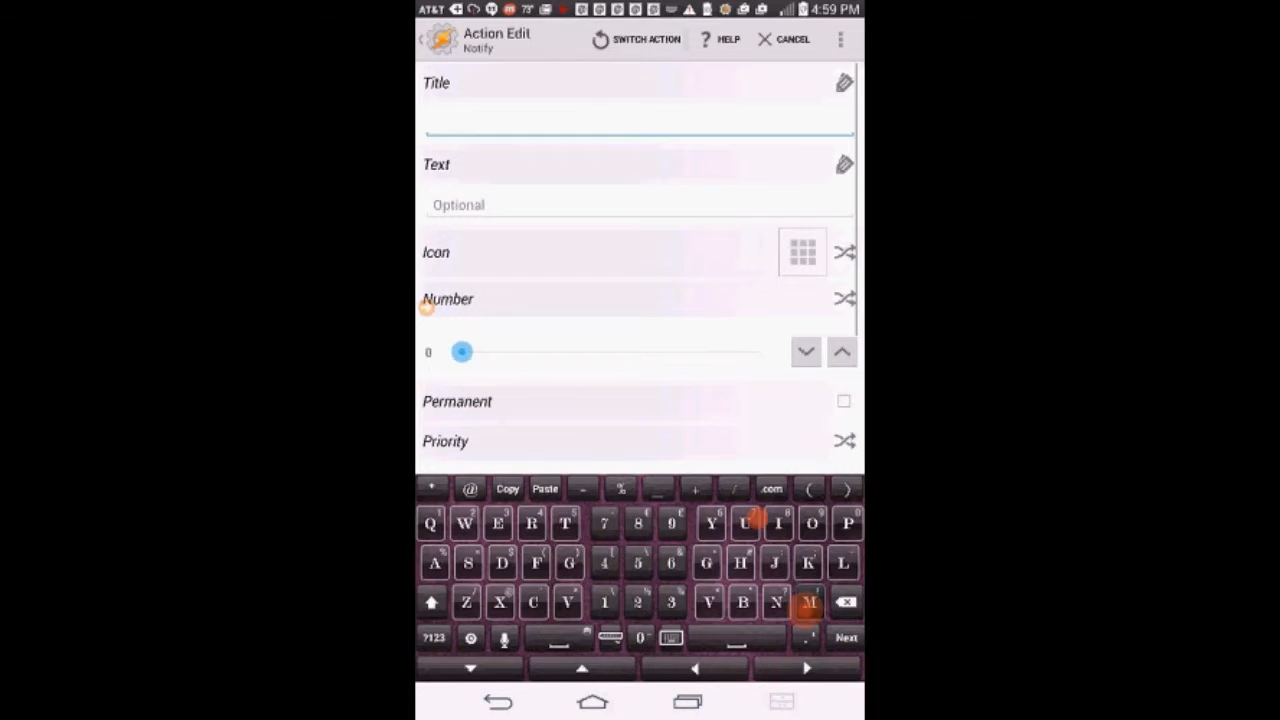 AT&T 73° 4:59 PM
Action Edit
Notify
SWITCH ACTION
? HELP
CANCEL
Title
Text
Optional
Icon
Number
0
Permanent
Priority
* @ Copy Paste - _ + / .com ( )
Q W E R T 7 8 9 Y U I O P
A S D F G 4 5 6 G H J K L
Z X C V 1 2 3 V B N M
?123 0 Next